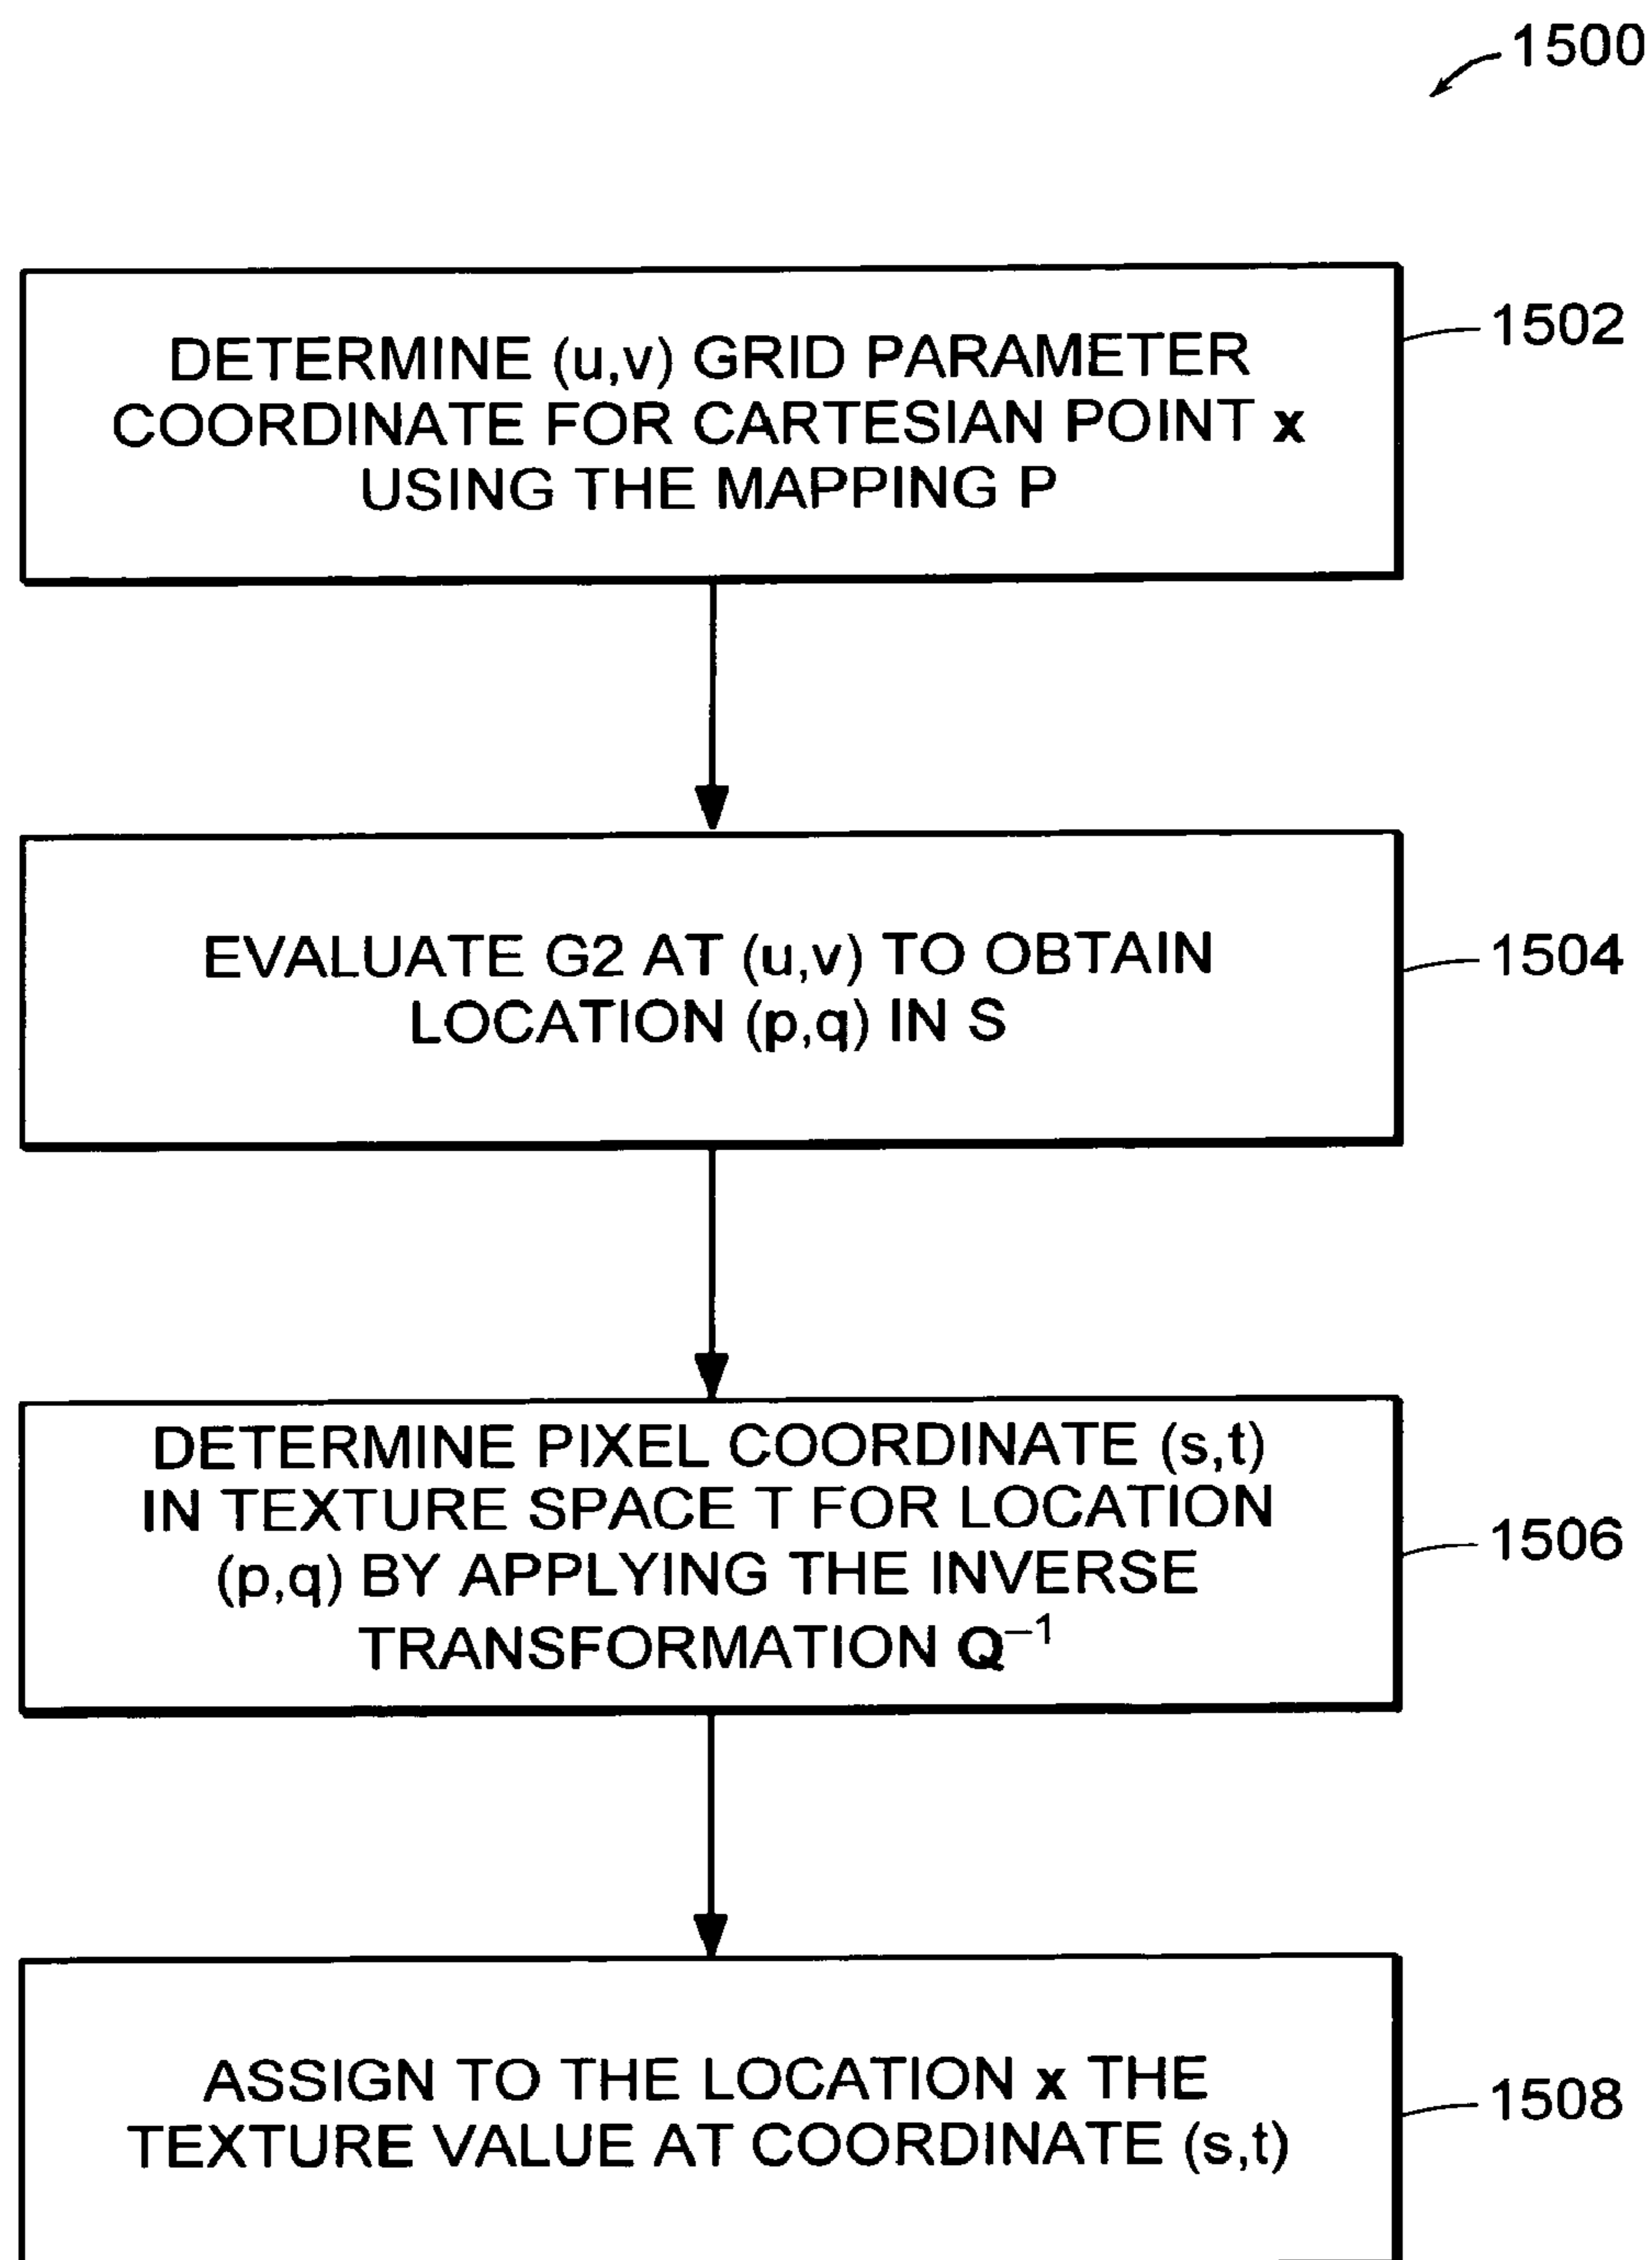 1500
DETERMINE (u,v) GRID PARAMETER
COORDINATE FOR CARTESIAN POINT x
USING THE MAPPING P
1502
EVALUATE G2 AT (u,v) TO OBTAIN
LOCATION (p,q) IN S
1504
DETERMINE PIXEL COORDINATE (s,t)
IN TEXTURE SPACE T FOR LOCATION
(p,q) BY APPLYING THE INVERSE
TRANSFORMATION Q⁻¹
1506
ASSIGN TO THE LOCATION x THE
TEXTURE VALUE AT COORDINATE (s,t)
1508